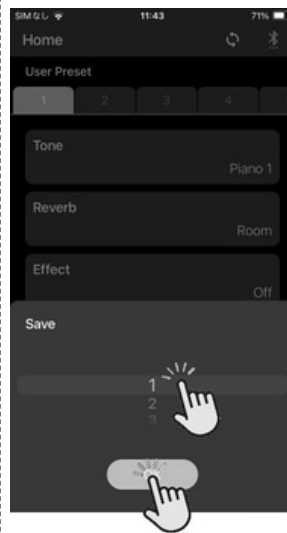 SIMなし 11:43 71%
Home
User Preset
1 2 3 4
Tone
Piano 1
Reverb
Room
Effect
Off
Save
1
2
3